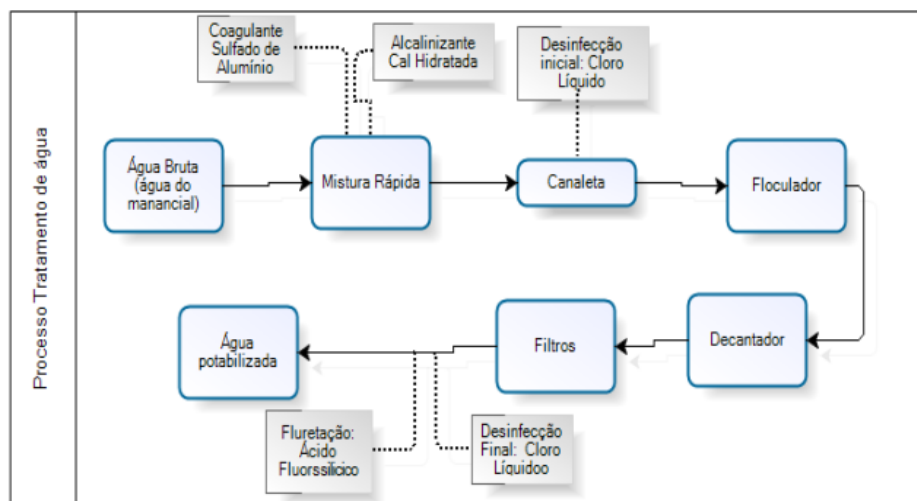 Processo Tratamento de água
Coagulante
Sulfado de
Alumínio
Alcalinizante
Cal Hidratada
Desinfecção
inicial: Cloro
Líquido
Água Bruta
(água do
manancial)
Mistura Rápida
Canaleta
Floculador
Água
potabilizada
Filtros
Decantador
Fluretação:
Ácido
Fluorssilícico
Desinfecção
Final: Cloro
Líquidoo